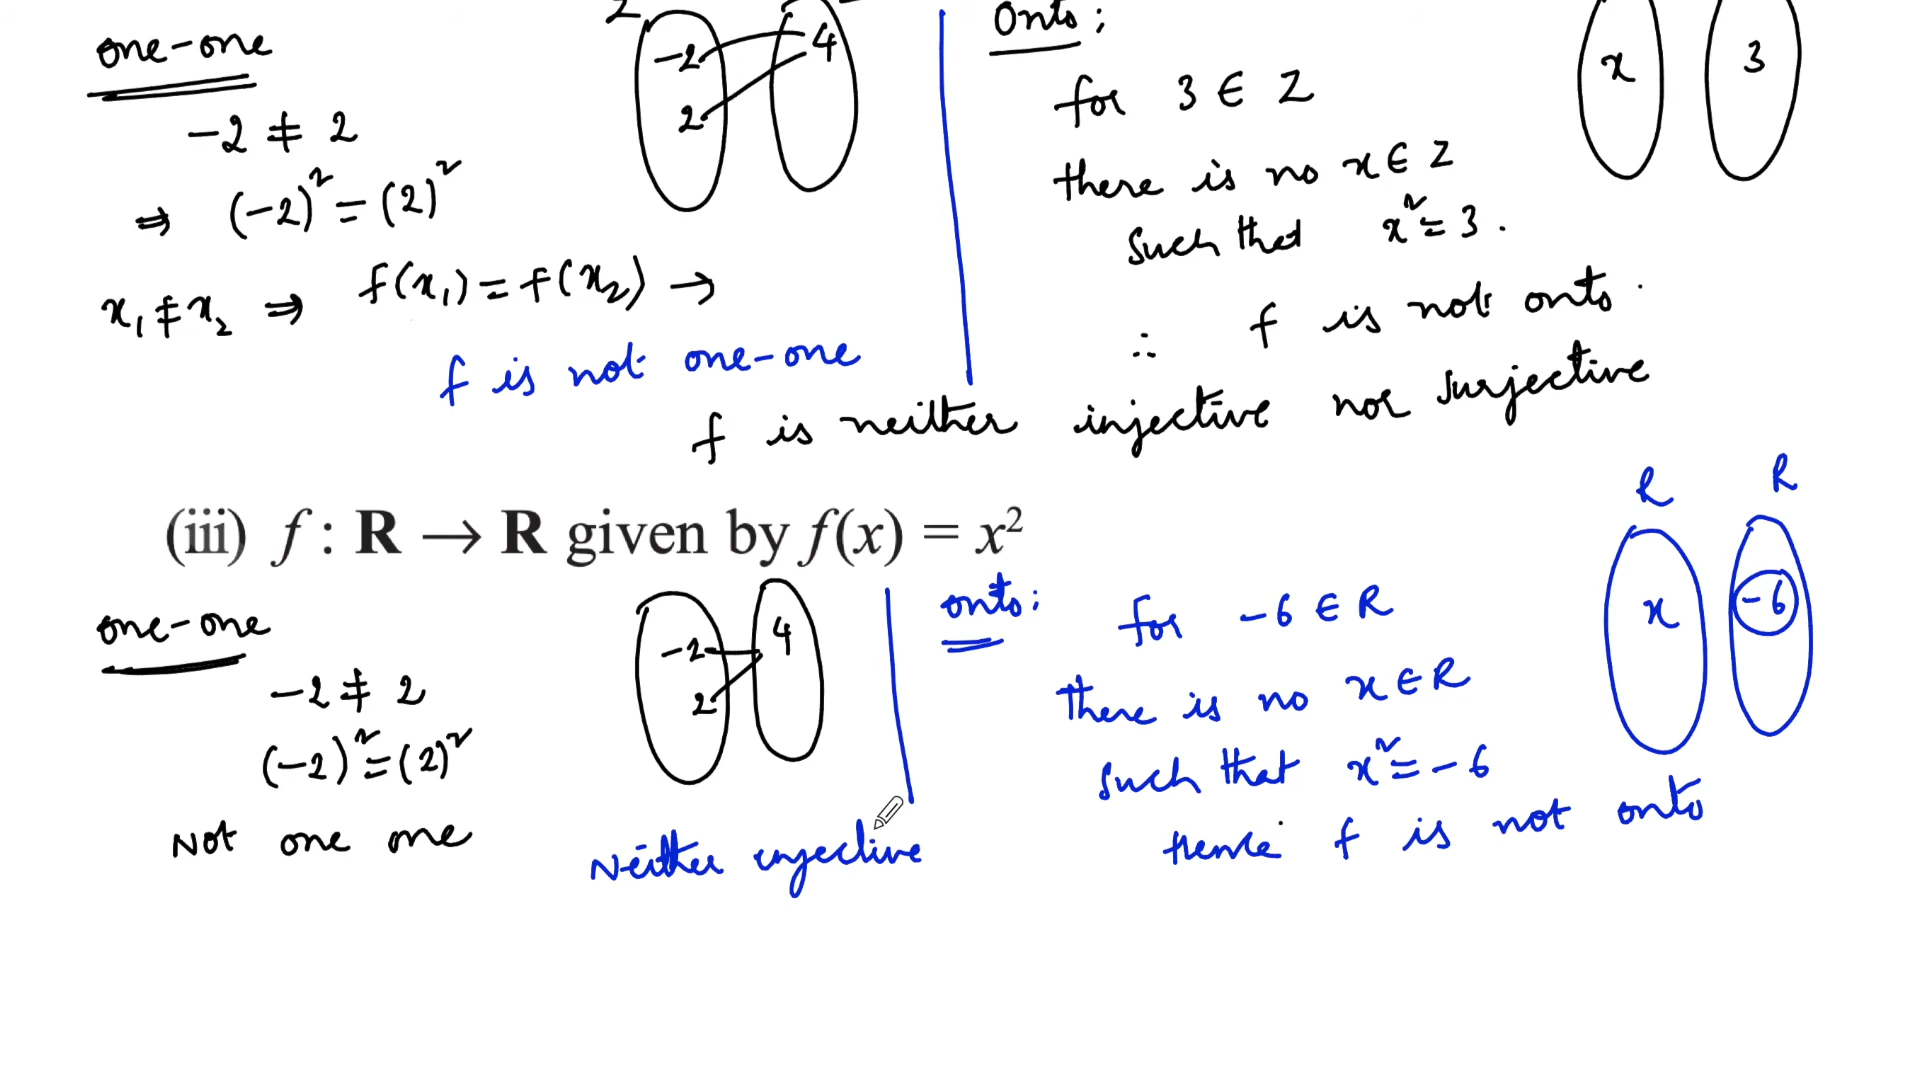 one-one
-2 ≠ 2
⇒ (-2)² = (2)²
x₁ ≠ x₂ ⇒ f(x₁) = f(x₂) →
f is not one-one
Z
-2 4
2
Onto:
for 3 ∈ Z
there is no x ∈ Z
such that x² = 3.
∴ f is not onto.
x 3
f is neither injective nor surjective
(iii) f : R → R given by f(x) = x²
one-one
-2 ≠ 2
(-2)² = (2)²
Not one one
-2 4
2
Neither injective
onto:
for -6 ∈ R
There is no x ∈ R
such that x² = -6
Hence f is not onto
R R
x -6